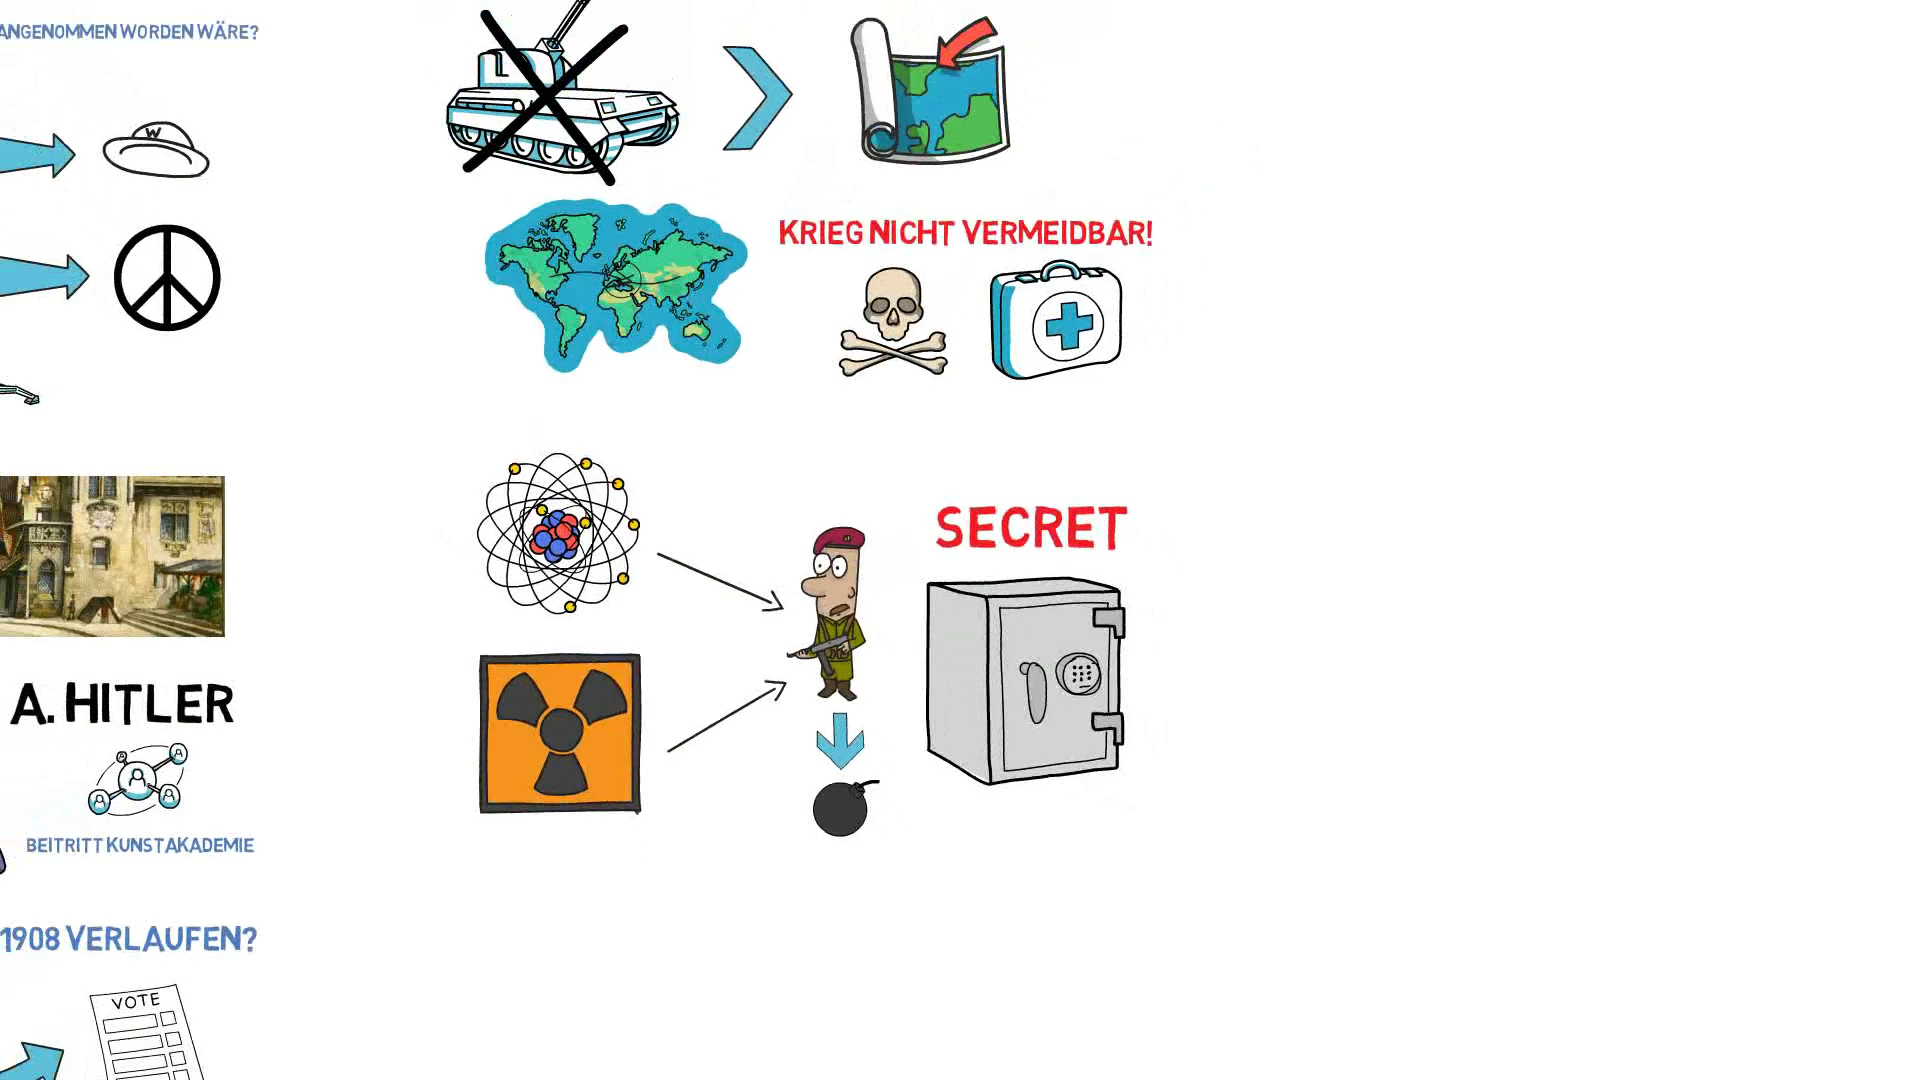 ANGENOMMEN WORDEN WÄRE?
W
KRIEG NICHT VERMEIDBAR!
SECRET
A. HITLER
BEITRITT KUNSTAKADEMIE
1908 VERLAUFEN?
VOTE